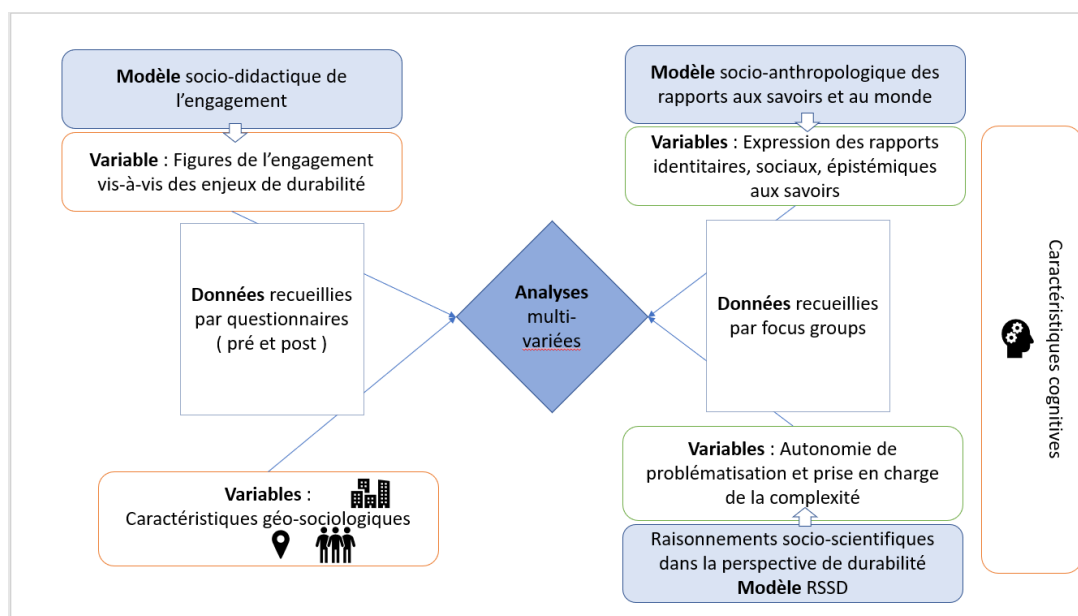 Modèle socio-didactique de
l’engagement
Variable : Figures de l’engagement
vis-à-vis des enjeux de durabilité
Données recueillies
par questionnaires
( pré et post )
Variables :
Caractéristiques géo-sociologiques
Analyses
multi-
variées
Modèle socio-anthropologique des
rapports aux savoirs et au monde
Variables : Expression des rapports
identitaires, sociaux, épistémiques
aux savoirs
Données recueillies
par focus groups
Variables : Autonomie de
problématisation et prise en charge
de la complexité
Raisonnements socio-scientifiques
dans la perspective de durabilité
Modèle RSSD
Caractéristiques cognitives